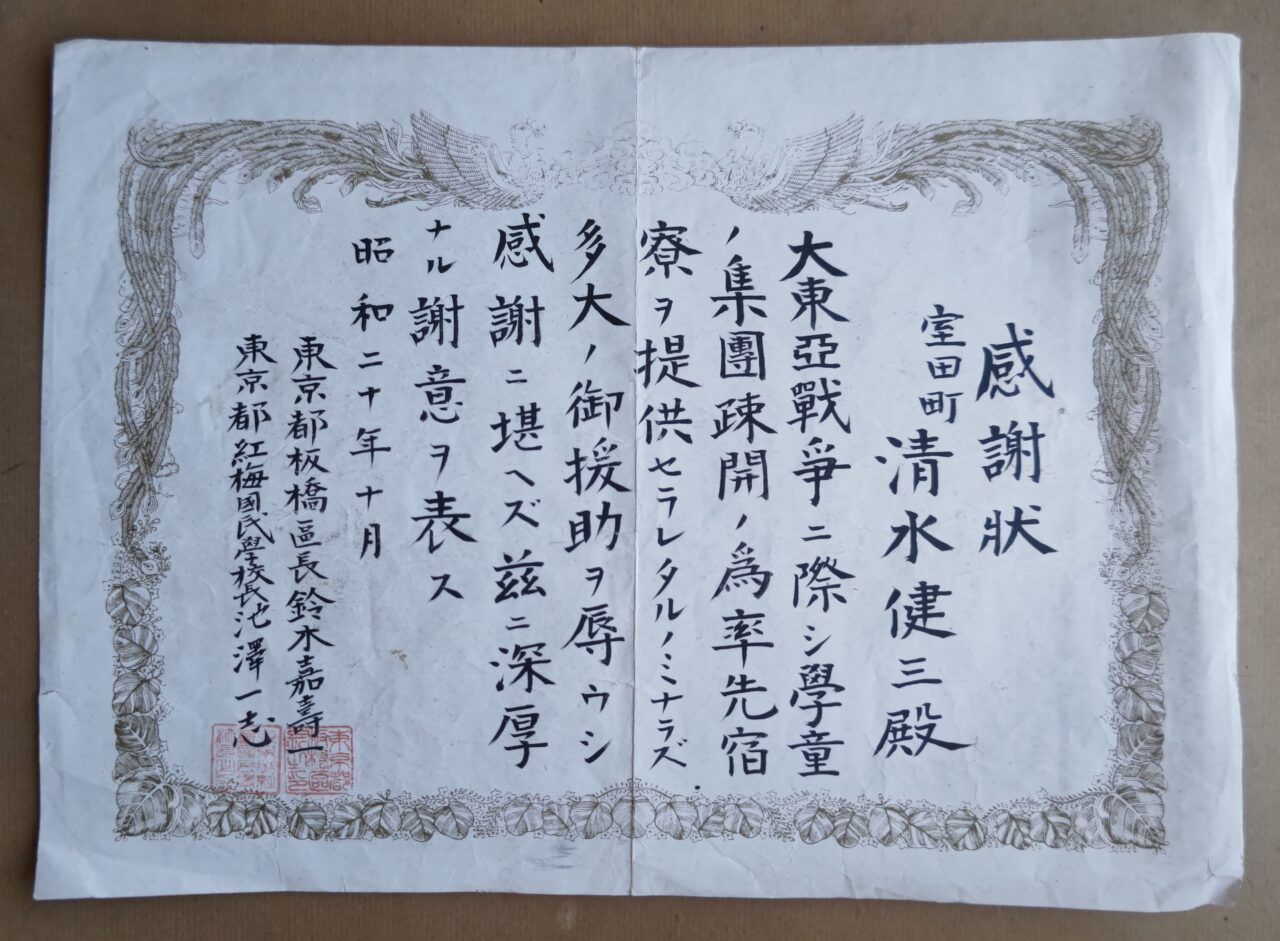 感謝狀
室田町 清水健三殿
大東亞戰爭ニ際シ學童
ノ集團疎開ノ爲率先宿
寮ヲ提供セラレタルノミナラズ
多大ノ御援助ヲ辱ウシ
感謝ニ堪ヘズ茲ニ深厚
ナル謝意ヲ表ス
昭和二十年十月
東京都板橋區長鈴木嘉壽一
東京都紅梅國民學校長池澤一志